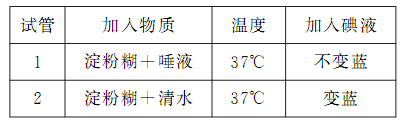 试管 加入物质 温度 加入碘液
1 淀粉糊＋唾液 37℃ 不变蓝
2 淀粉糊＋清水 37℃ 变蓝